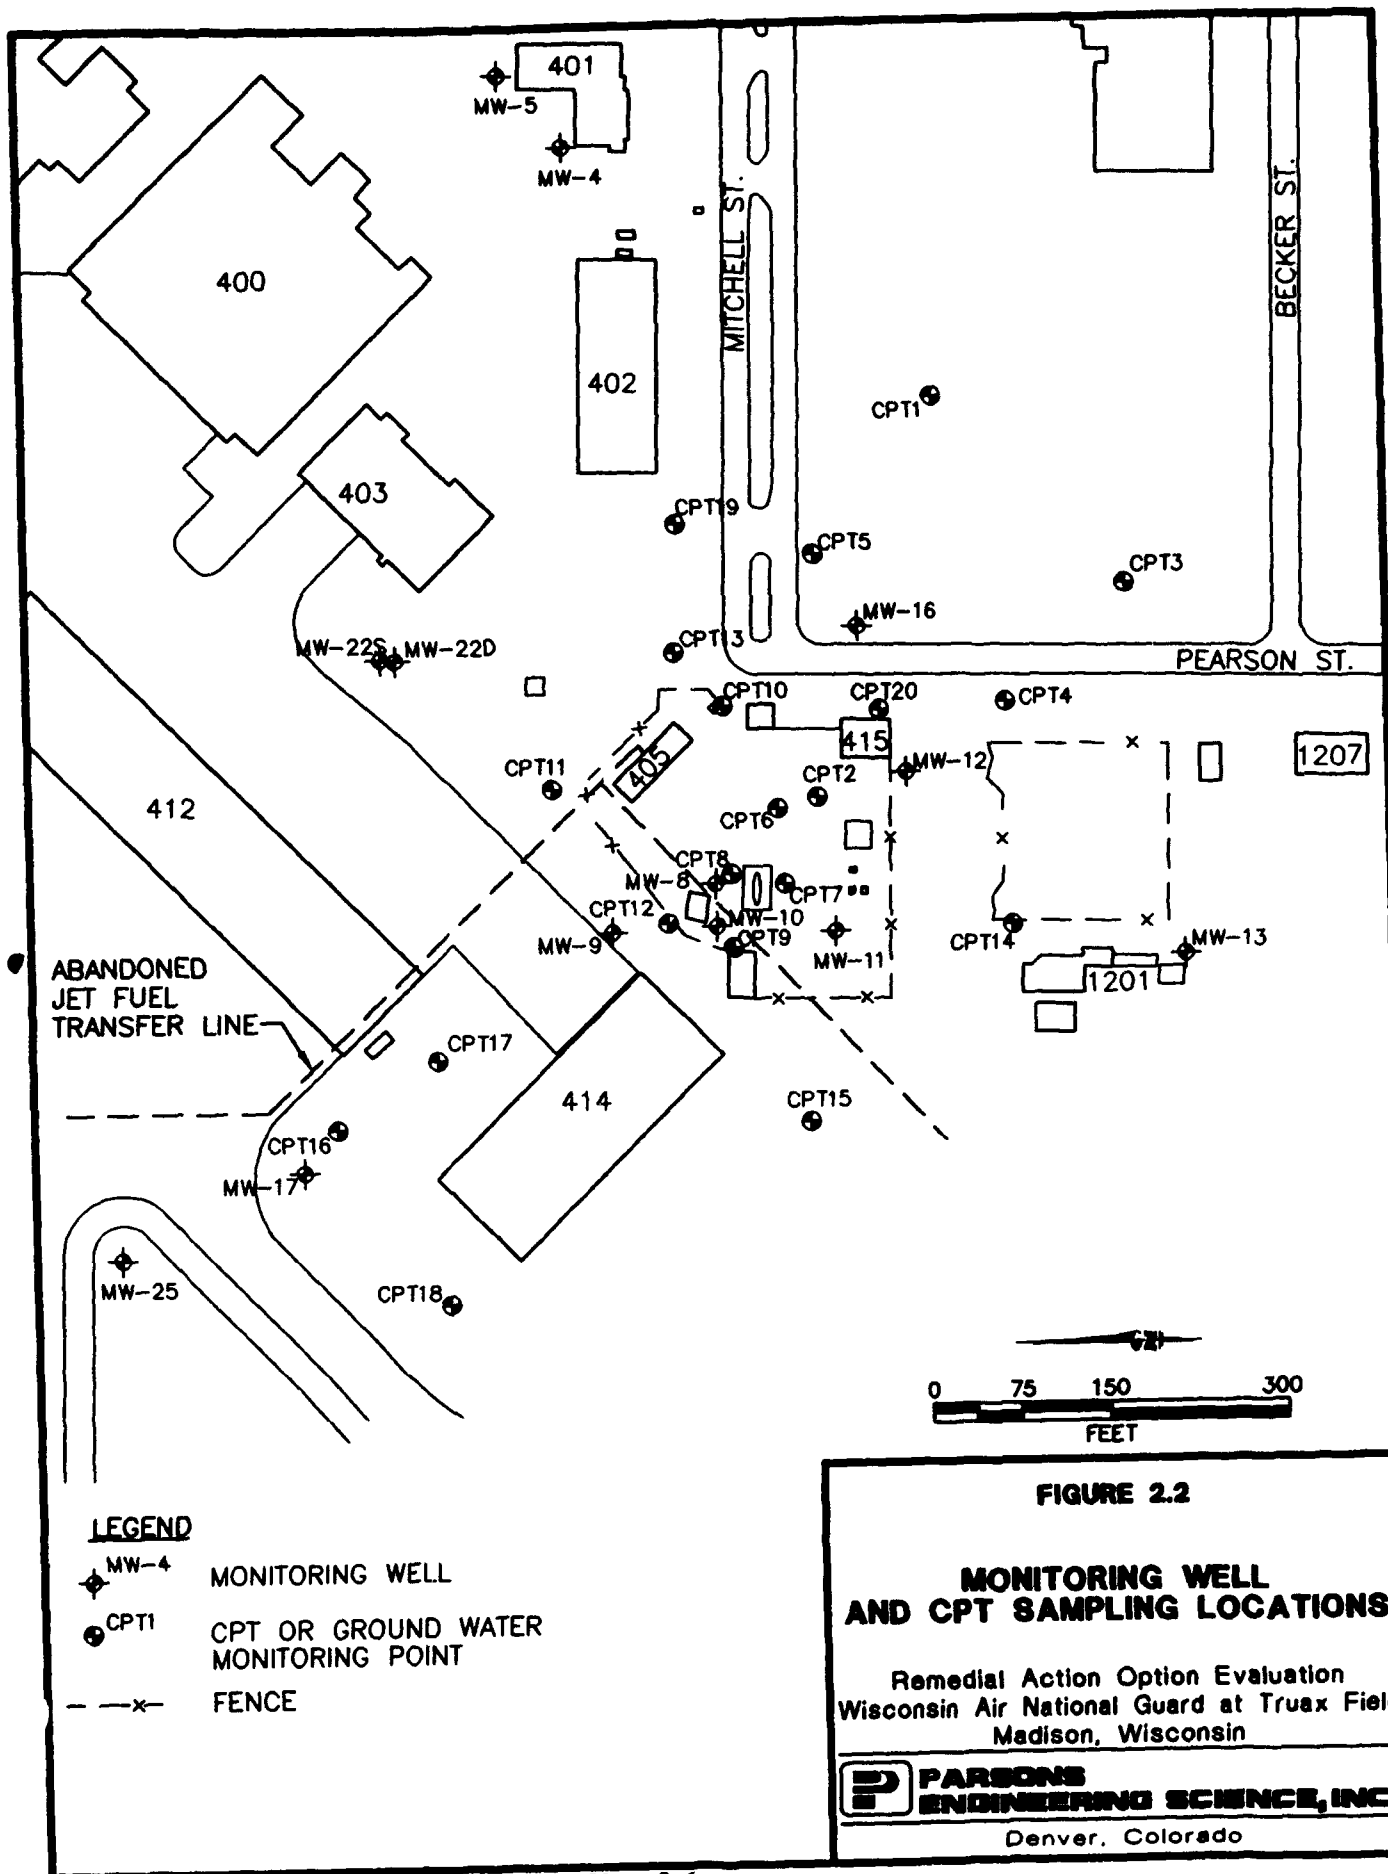 401
MW-5
MW-4
MITCHELL ST.
BECKER ST.
400
402
CPT1
403
CPT19
CPT5
CPT3
MW-16
CPT13
MW-22S
MW-22D
PEARSON ST.
CPT10
CPT20
CPT4
415
1207
405
MW-12
CPT11
CPT2
412
CPT6
CPT8
MW-8
CPT7
CPT12
MW-10
MW-9
CPT9
MW-11
CPT14
MW-13
1201
ABANDONED
JET FUEL
TRANSFER LINE
CPT17
414
CPT15
CPT16
MW-17
MW-25
CPT18
0 75 150 300
FEET
LEGEND
MW-4 MONITORING WELL
CPT1 CPT OR GROUND WATER
MONITORING POINT
FENCE
FIGURE 2.2
MONITORING WELL
AND CPT SAMPLING LOCATIONS
Remedial Action Option Evaluation
Wisconsin Air National Guard at Truax Fiel
Madison, Wisconsin
PARSONS
ENGINEERING SCIENCE, INC
Denver, Colorado